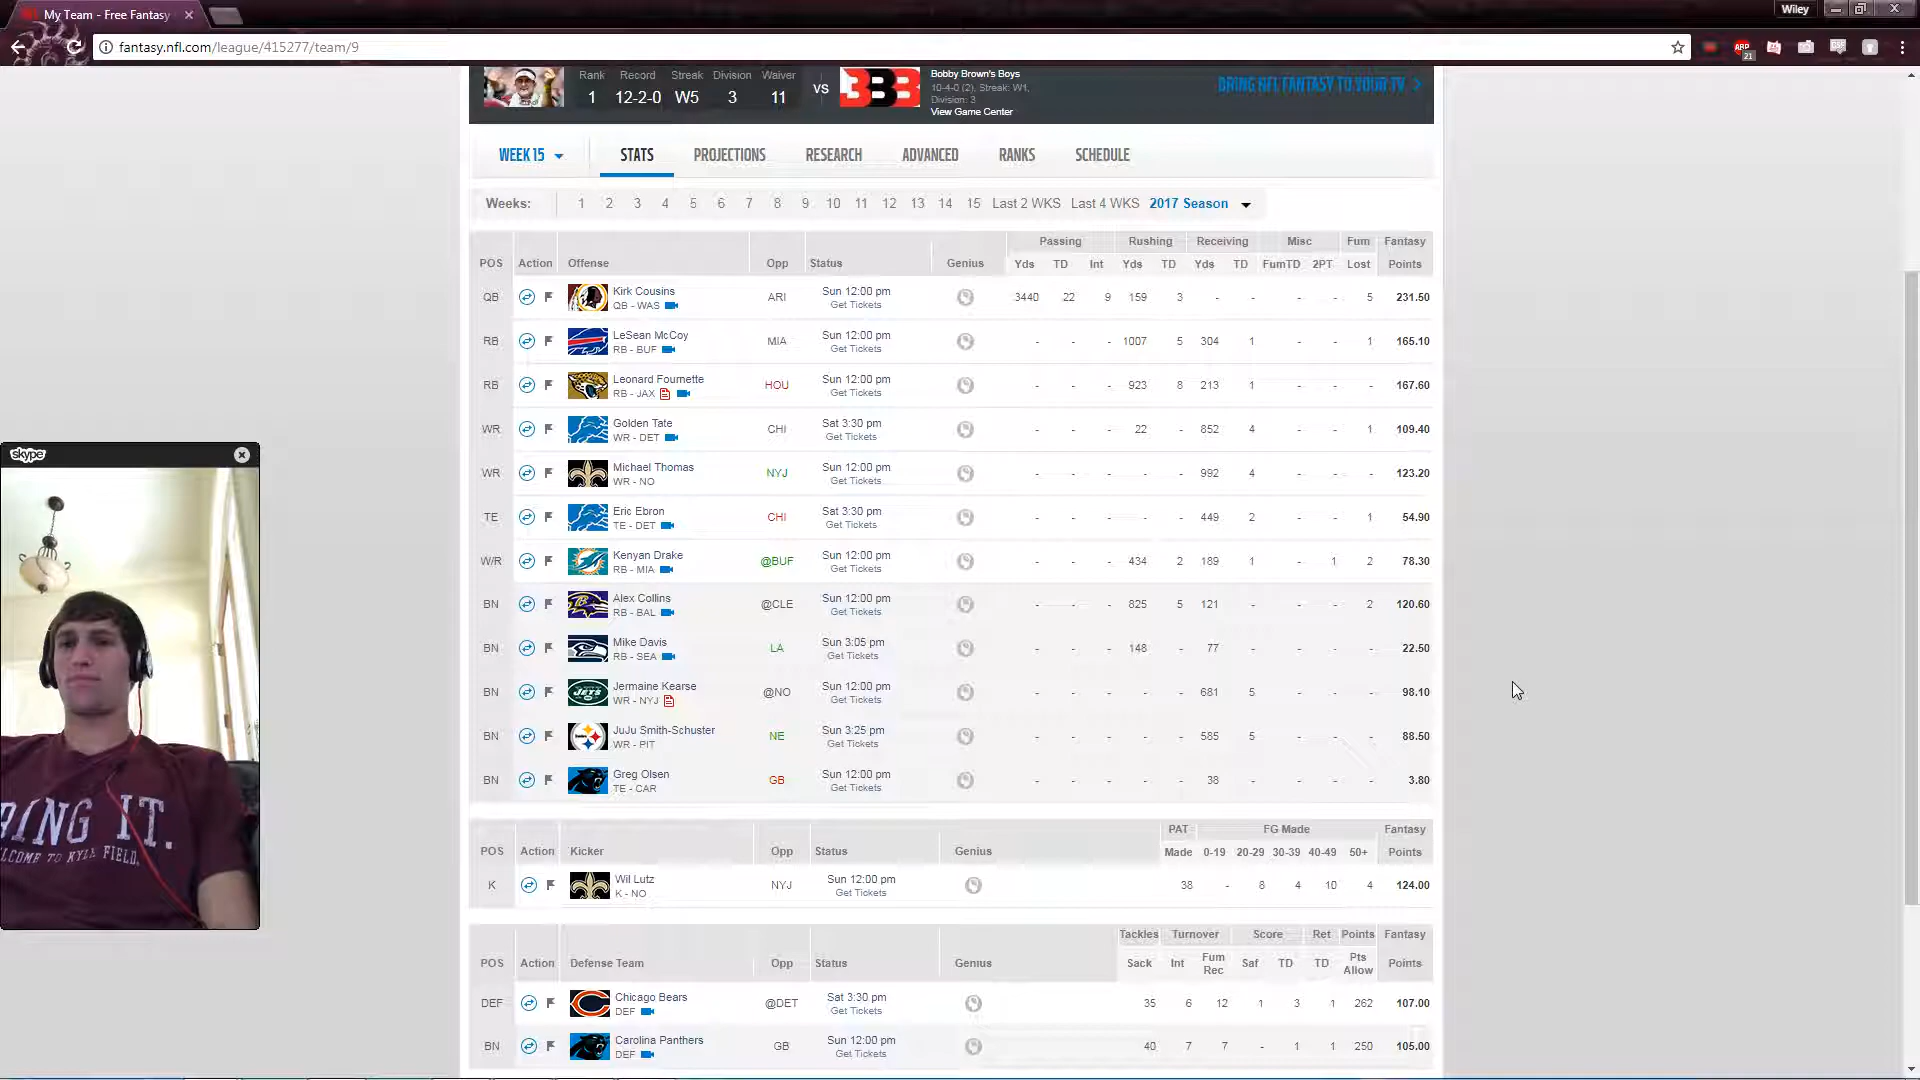 My Team - Free Fantasy
Wiley
fantasy.nfl.com/league/415277/team/9
ABP
21
Rank Record Streak Division Waiver
1 12-2-0 W5 3 11
VS
BBB
Bobby Brown's Boys
10-4-0 (2), Streak: W1,
Division: 3
View Game Center
BRING NFL FANTASY TO YOUR TV
WEEK 15 STATS PROJECTIONS RESEARCH ADVANCED RANKS SCHEDULE
Weeks: 1 2 3 4 5 6 7 8 9 10 11 12 13 14 15 Last 2 WKS Last 4 WKS 2017 Season
Passing Rushing Receiving Misc Fum Fantasy
POS Action Offense Opp Status Genius Yds TD Int Yds TD Yds TD FumTD 2PT Lost Points
QB Kirk Cousins QB - WAS ARI Sun 12:00 pm Get Tickets 3440 22 9 159 3 - - - - 5 231.50
RB LeSean McCoy RB - BUF MIA Sun 12:00 pm Get Tickets - - - 1007 5 304 1 - - 1 165.10
RB Leonard Fournette RB - JAX HOU Sun 12:00 pm Get Tickets - - - 923 8 213 1 - - - 167.60
WR Golden Tate WR - DET CHI Sat 3:30 pm Get Tickets - - - 22 - 852 4 - - 1 109.40
WR Michael Thomas WR - NO NYJ Sun 12:00 pm Get Tickets - - - - - 992 4 - - - 123.20
TE Eric Ebron TE - DET CHI Sat 3:30 pm Get Tickets - - - - - 449 2 - - 1 54.90
W/R Kenyan Drake RB - MIA @BUF Sun 12:00 pm Get Tickets - - - 434 2 189 1 - 1 2 78.30
BN Alex Collins RB - BAL @CLE Sun 12:00 pm Get Tickets - - - 825 5 121 - - - 2 120.60
BN Mike Davis RB - SEA LA Sun 3:05 pm Get Tickets - - - 148 - 77 - - - - 22.50
BN Jermaine Kearse WR - NYJ @NO Sun 12:00 pm Get Tickets - - - - - 681 5 - - - 98.10
BN JuJu Smith-Schuster WR - PIT NE Sun 3:25 pm Get Tickets - - - - - 585 5 - - - 88.50
BN Greg Olsen TE - CAR GB Sun 12:00 pm Get Tickets - - - - - 38 - - - - 3.80
PAT FG Made Fantasy
POS Action Kicker Opp Status Genius Made 0-19 20-29 30-39 40-49 50+ Points
K Wil Lutz K - NO NYJ Sun 12:00 pm Get Tickets 38 - 8 4 10 4 124.00
Tackles Turnover Score Ret Points Fantasy
POS Action Defense Team Opp Status Genius Sack Int Fum Rec Saf TD TD Pts Allow Points
DEF Chicago Bears DEF @DET Sat 3:30 pm Get Tickets 35 6 12 1 3 1 262 107.00
BN Carolina Panthers DEF GB Sun 12:00 pm Get Tickets 40 7 7 - 1 1 250 105.00
skype
RING IT.
LCOME TO KYLE FIELD.